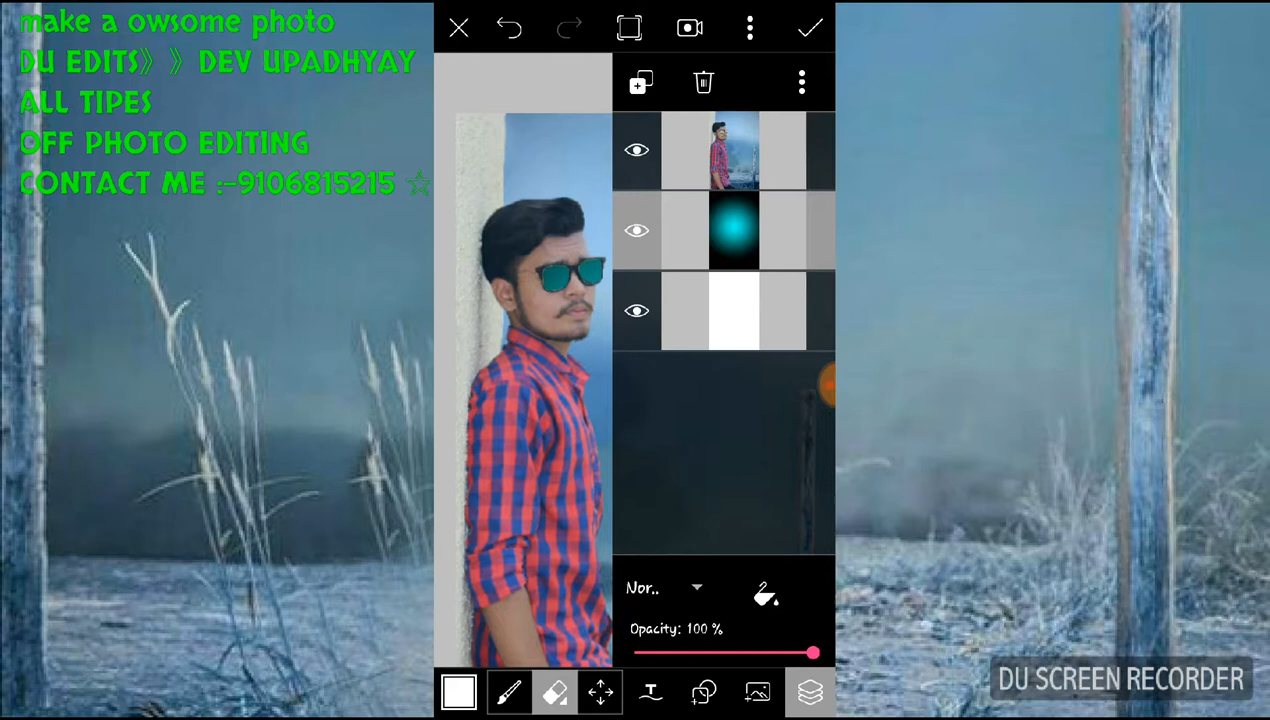 make a owsome photo
DU EDITS》 》 DEV UPADHYAY
ALL TIPES
OFF PHOTO EDITING
CONTACT ME :-9106815215 ☆
Nor..
Opacity: 100 %
T
DU SCREEN RECORDER